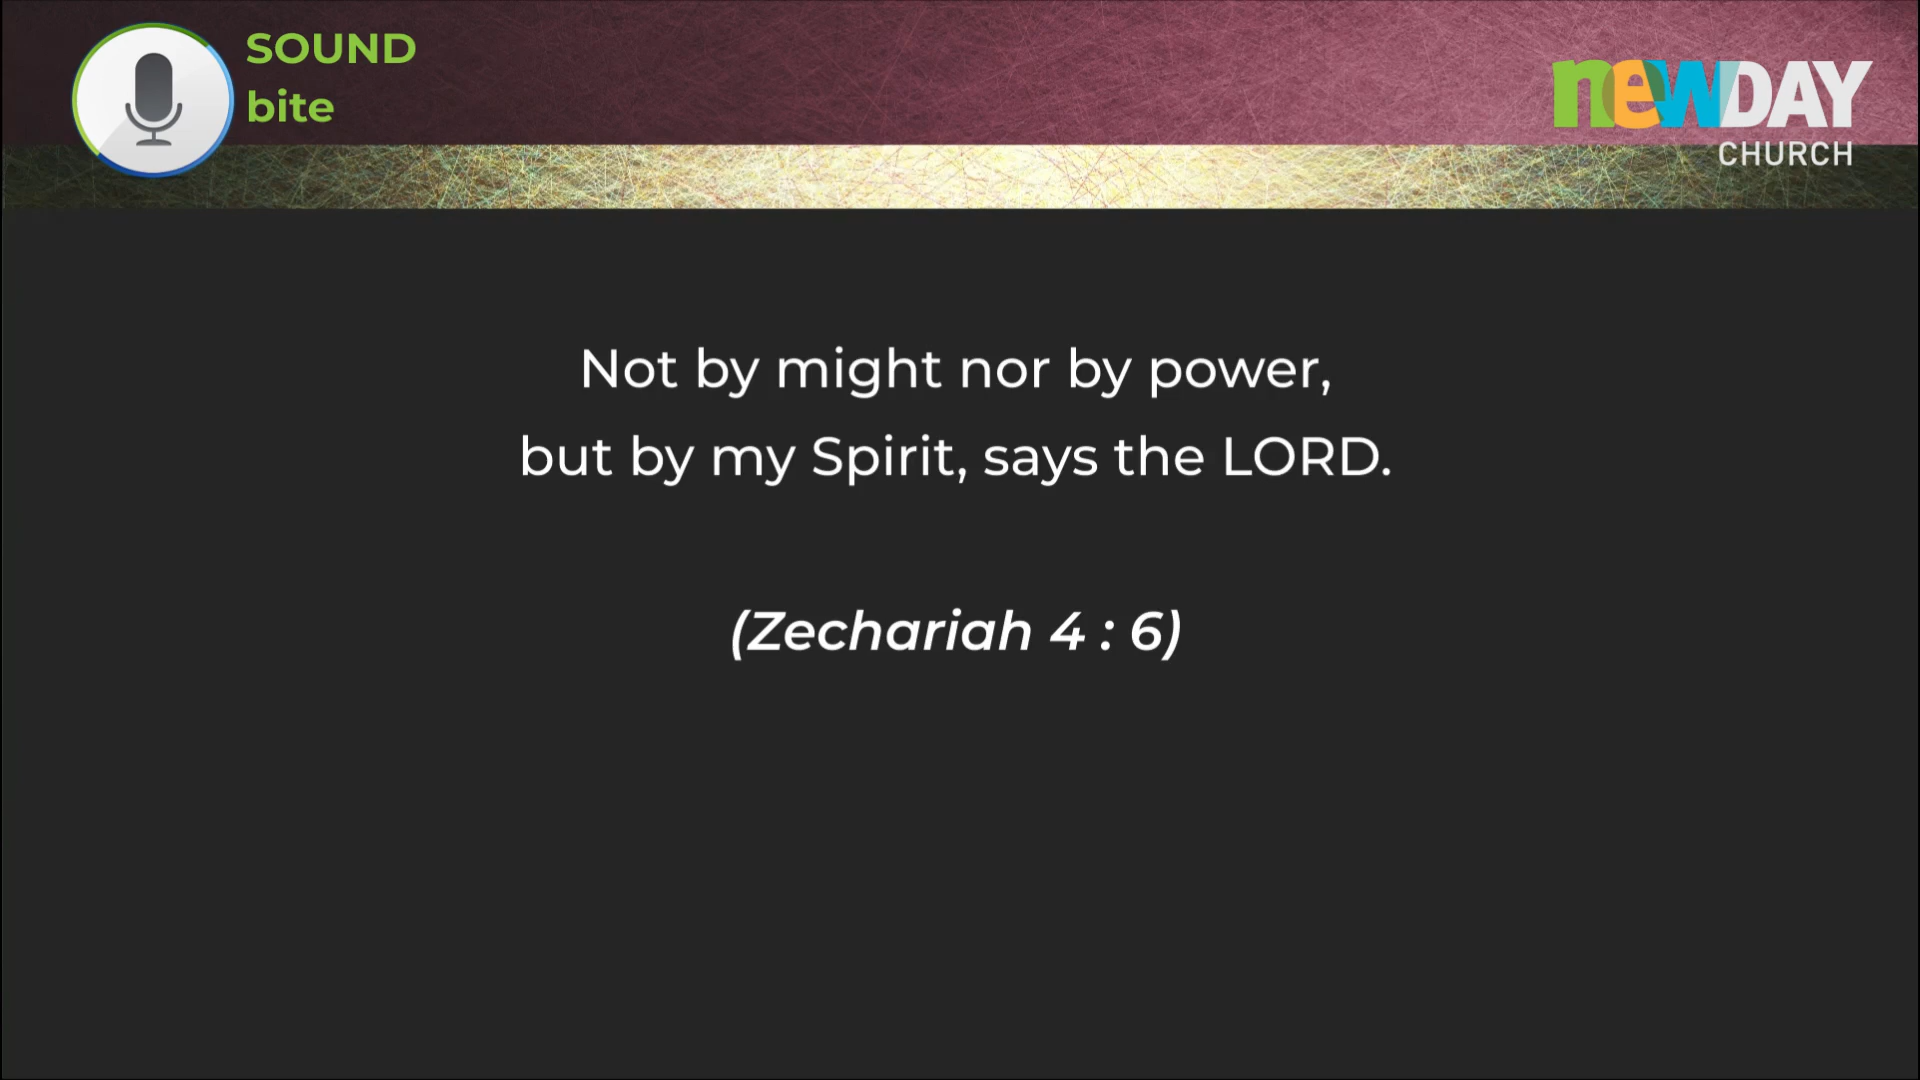 SOUND
bite
newDAY
CHURCH
Not by might nor by power,
but by my Spirit, says the LORD.
(Zechariah 4 : 6)